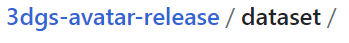 3dgs-avatar-release / dataset /